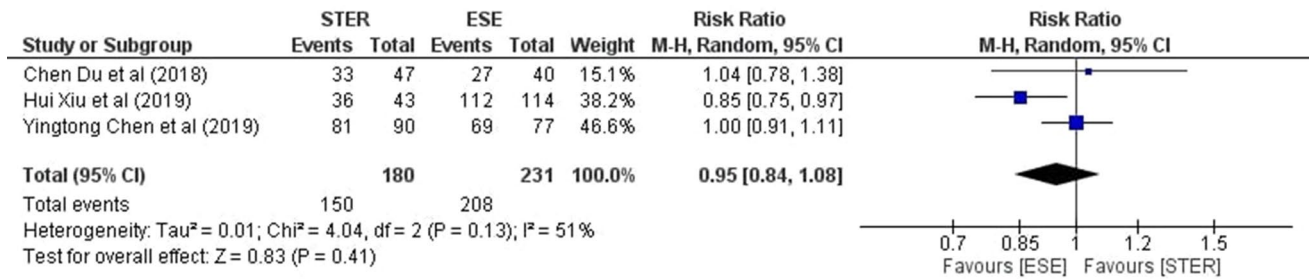 STER ESE Risk Ratio Risk Ratio
Study or Subgroup Events Total Events Total Weight M-H, Random, 95% CI M-H, Random, 95% CI
Chen Du et al (2018) 33 47 27 40 15.1% 1.04 [0.78, 1.38]
Hui Xiu et al (2019) 36 43 112 114 38.2% 0.85 [0.75, 0.97]
Yingtong Chen et al (2019) 81 90 69 77 46.6% 1.00 [0.91, 1.11]
Total (95% CI) 180 231 100.0% 0.95 [0.84, 1.08]
Total events 150 208
Heterogeneity: Tau² = 0.01; Chi² = 4.04, df = 2 (P = 0.13); I² = 51%
Test for overall effect: Z = 0.83 (P = 0.41)
0.7 0.85 1 1.2 1.5
Favours [ESE] Favours [STER]